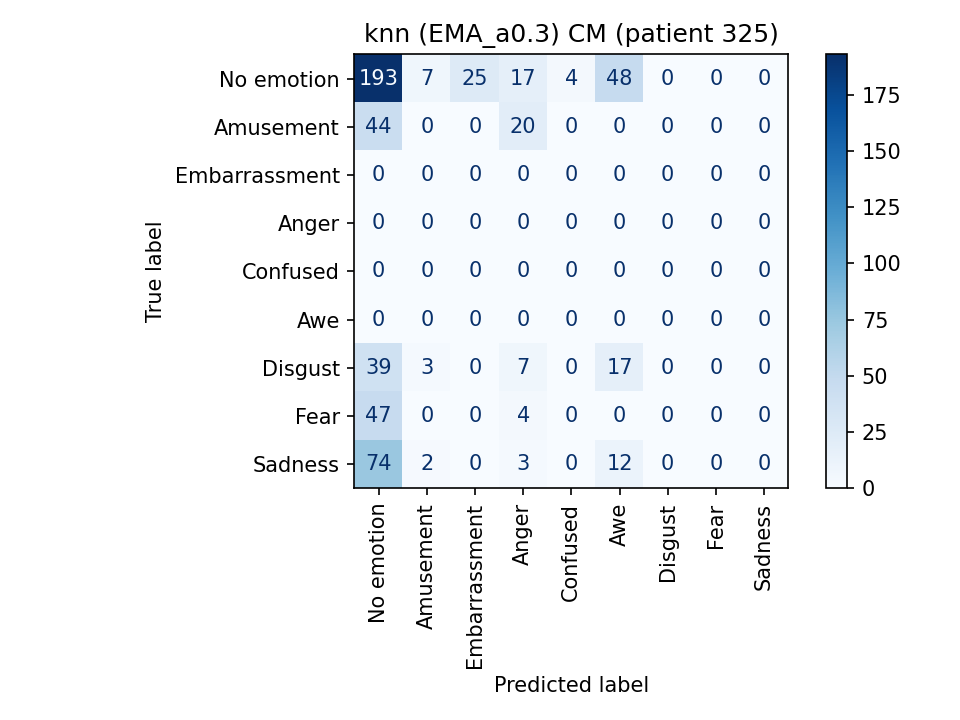 knn (EMA_a0.3) CM (patient 325)
No emotion 193 7 25 17 4 48 0 0 0
Amusement 44 0 0 20 0 0 0 0 0
Embarrassment 0 0 0 0 0 0 0 0 0
Anger 0 0 0 0 0 0 0 0 0
Confused 0 0 0 0 0 0 0 0 0
Awe 0 0 0 0 0 0 0 0 0
Disgust 39 3 0 7 0 17 0 0 0
Fear 47 0 0 4 0 0 0 0 0
Sadness 74 2 0 3 0 12 0 0 0
True label
No emotion
Amusement
Embarrassment
Anger
Confused
Awe
Disgust
Fear
Sadness
Predicted label
175
150
125
100
75
50
25
0